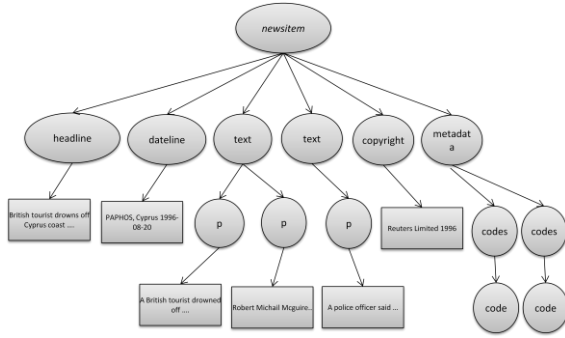 newsitem
headline
dateline
text
text
copyright
metadat
a
British tourist drowns off
Cyprus coast ....
PAPHOS, Cyprus 1996-
08-20
p
p
p
Reuters Limited 1996
codes
codes
A British tourist drowned
off ....
Robert Michail Mcguire...
A police officer said ...
code
code